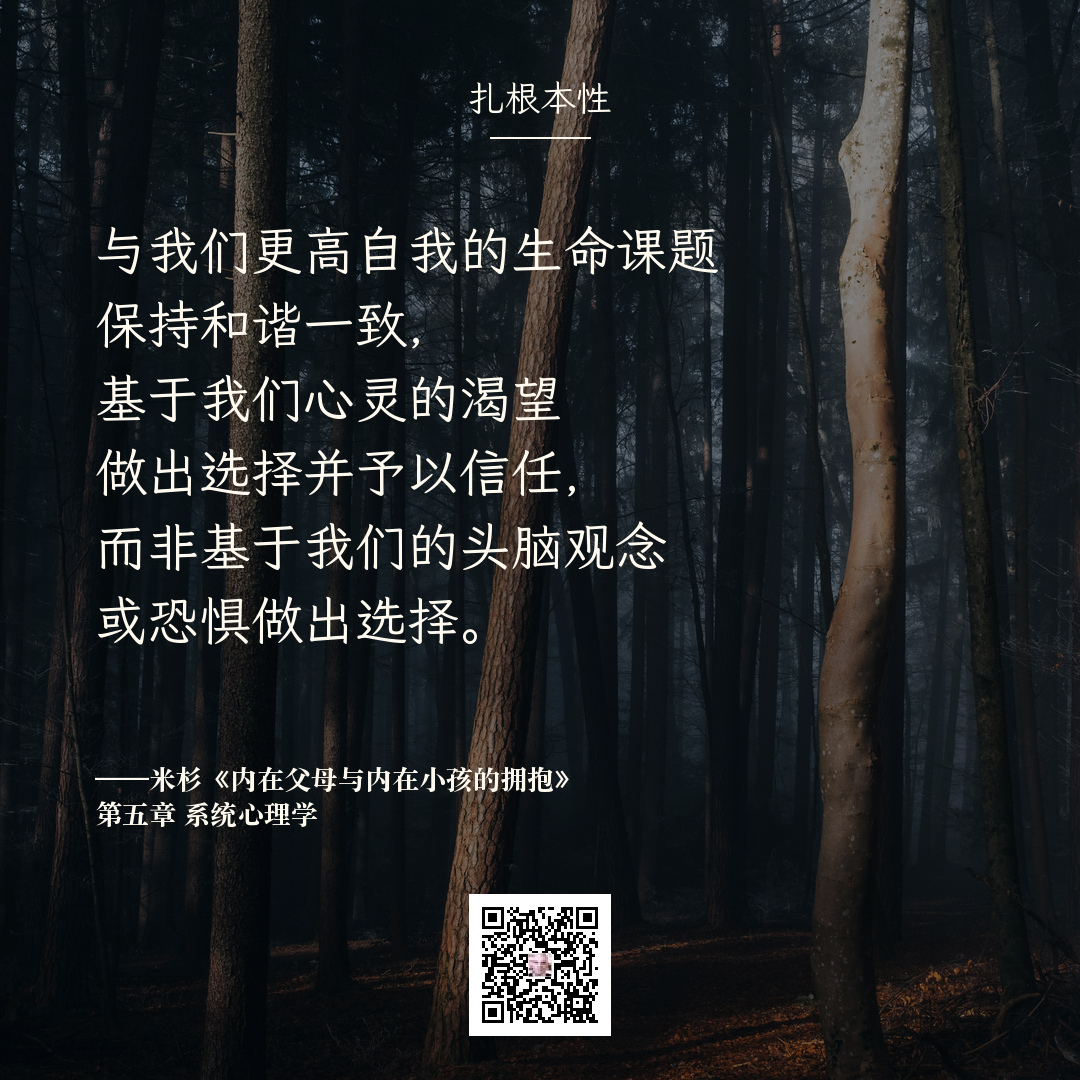 扎根本性
与我们更高自我的生命课题
保持和谐一致,
基于我们心灵的渴望
做出选择并予以信任,
而非基于我们的头脑观念
或恐惧做出选择。
——米杉《内在父母与内在小孩的拥抱》
第五章 系统心理学